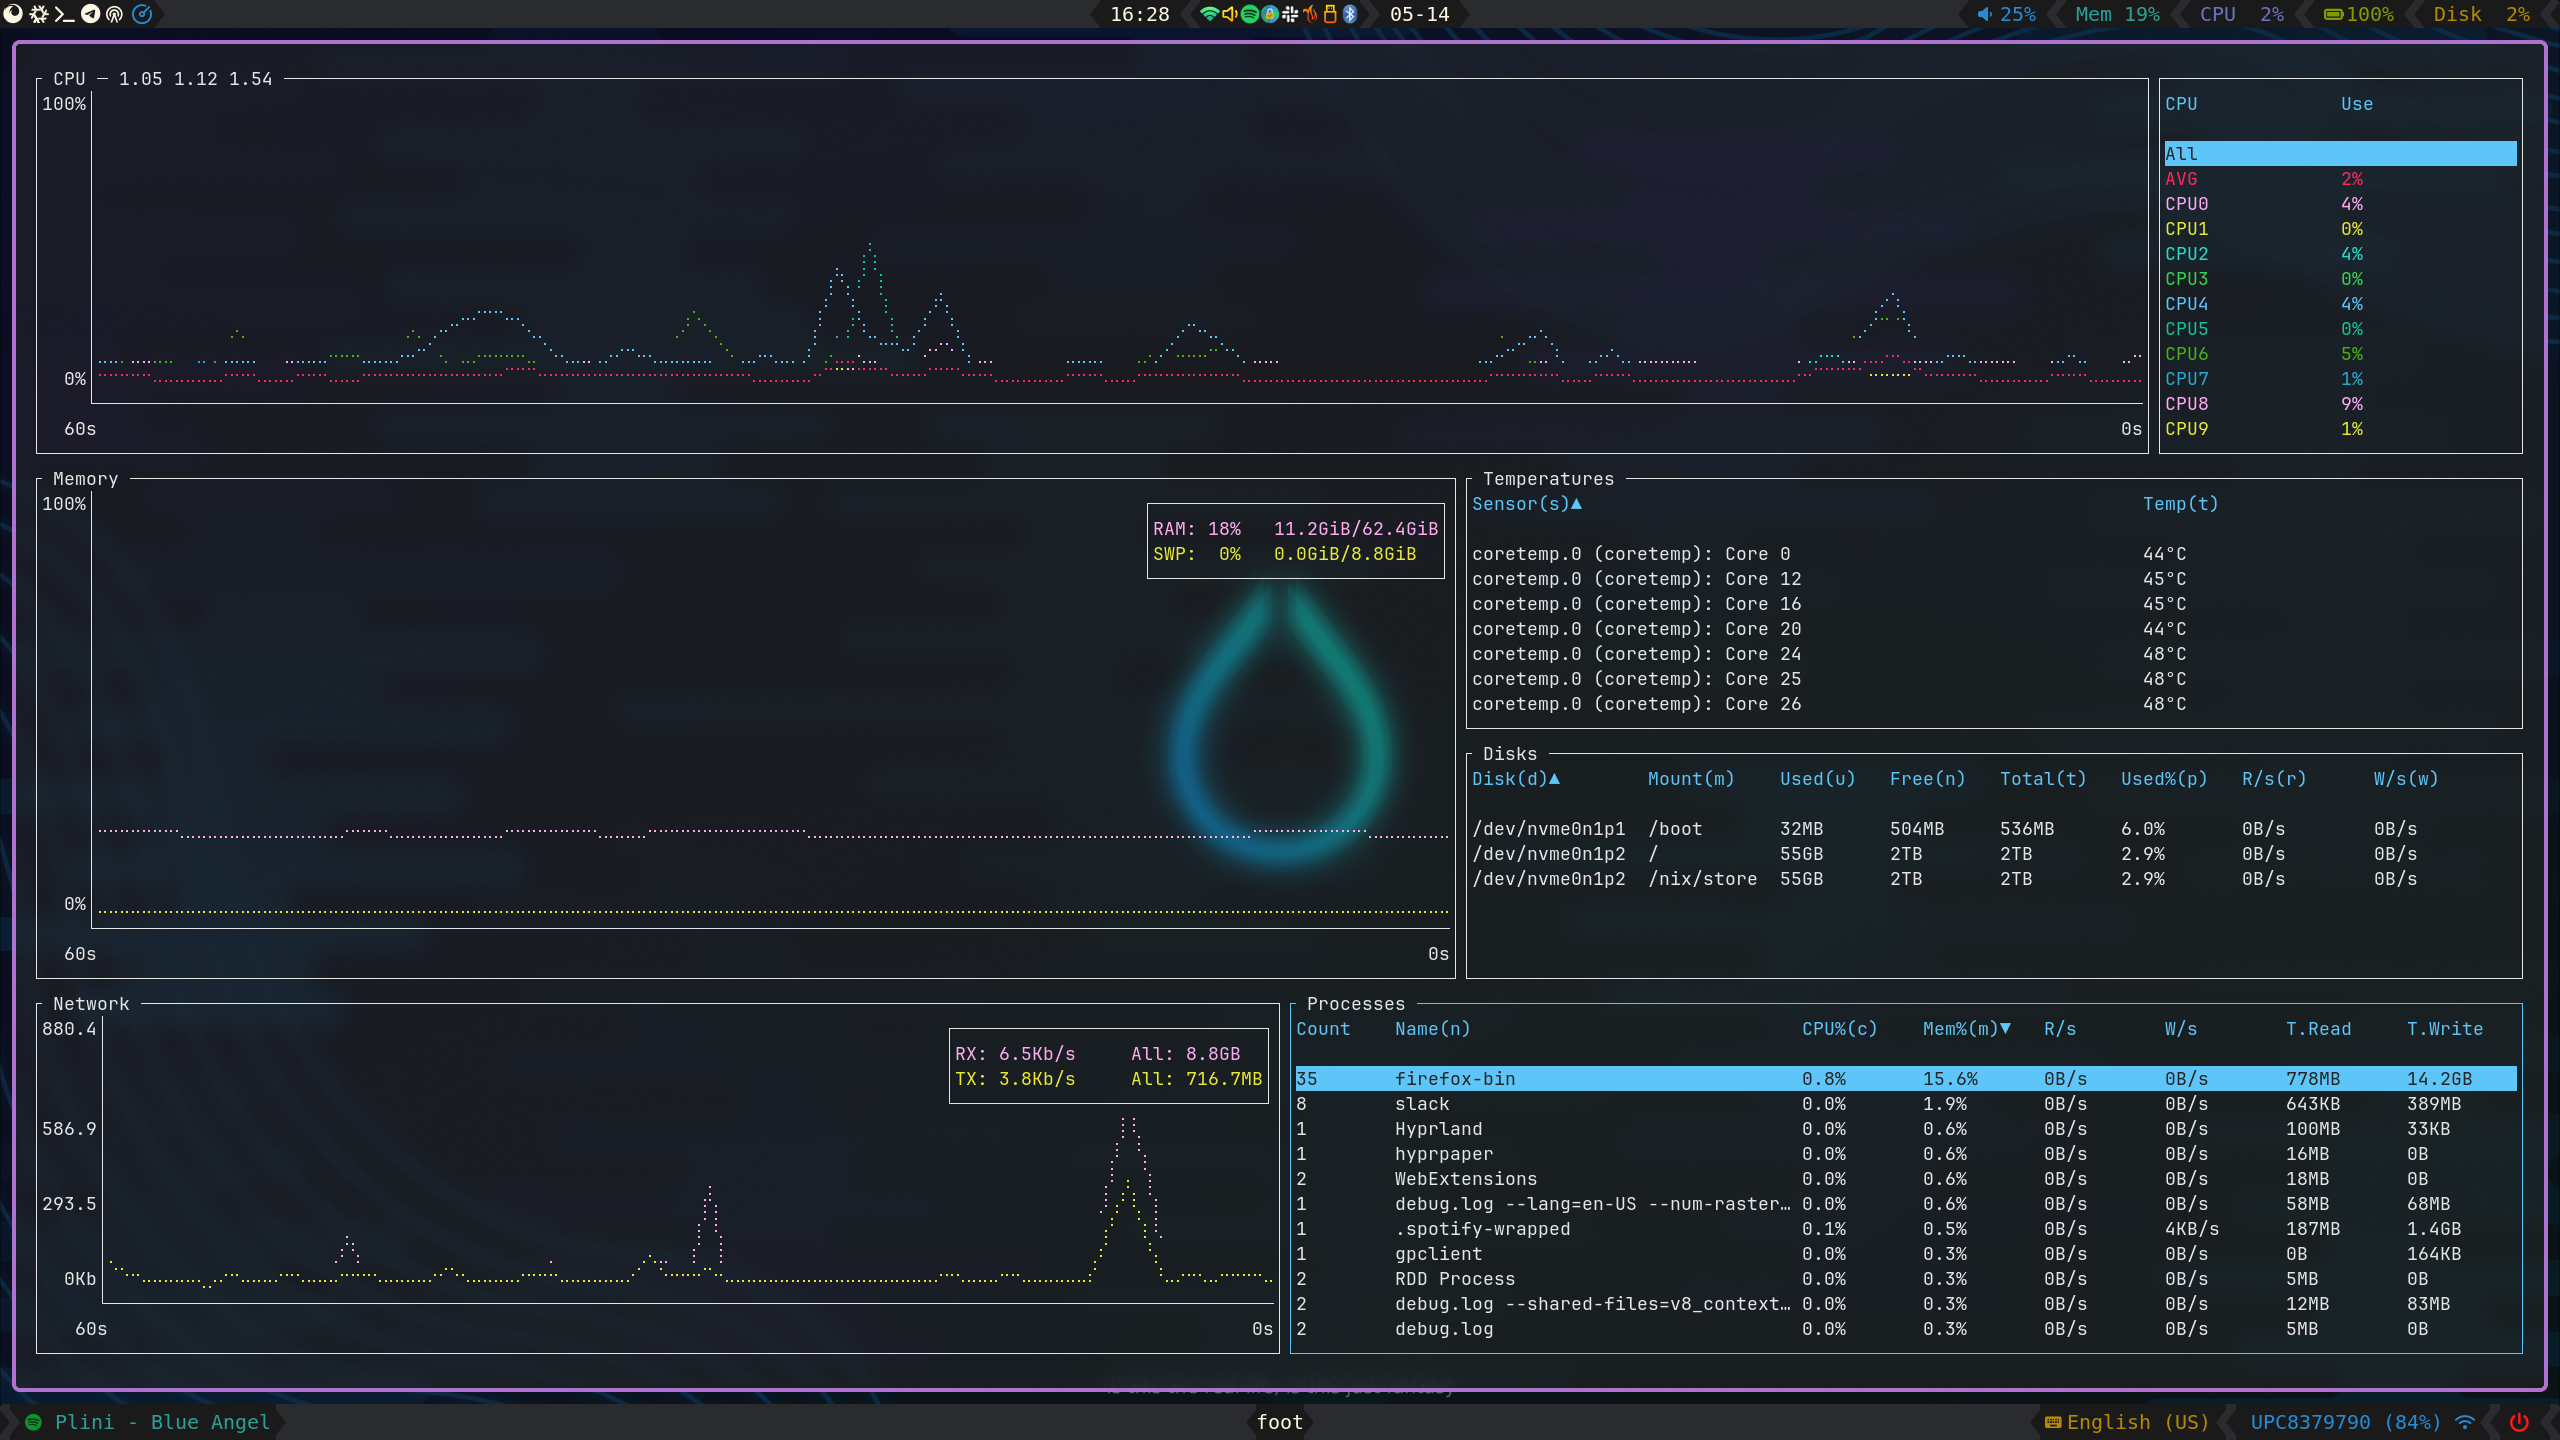 16:28 05-14 25% Mem 19% CPU 2% 100% Disk 2%
CPU — 1.05 1.12 1.54
100%
0%
60s 0s
CPU Use
All
AVG 2%
CPU0 4%
CPU1 0%
CPU2 4%
CPU3 0%
CPU4 4%
CPU5 0%
CPU6 5%
CPU7 1%
CPU8 9%
CPU9 1%
Memory
100%
RAM: 18% 11.2GiB/62.4GiB
SWP: 0% 0.0GiB/8.8GiB
0%
60s 0s
Temperatures
Sensor(s)▲ Temp(t)
coretemp.0 (coretemp): Core 0 44°C
coretemp.0 (coretemp): Core 12 45°C
coretemp.0 (coretemp): Core 16 45°C
coretemp.0 (coretemp): Core 20 44°C
coretemp.0 (coretemp): Core 24 48°C
coretemp.0 (coretemp): Core 25 48°C
coretemp.0 (coretemp): Core 26 48°C
Disks
Disk(d)▲ Mount(m) Used(u) Free(n) Total(t) Used%(p) R/s(r) W/s(w)
/dev/nvme0n1p1 /boot 32MB 504MB 536MB 6.0% 0B/s 0B/s
/dev/nvme0n1p2 / 55GB 2TB 2TB 2.9% 0B/s 0B/s
/dev/nvme0n1p2 /nix/store 55GB 2TB 2TB 2.9% 0B/s 0B/s
Network
880.4
RX: 6.5Kb/s All: 8.8GB
TX: 3.8Kb/s All: 716.7MB
586.9
293.5
0Kb
60s 0s
Processes
Count Name(n) CPU%(c) Mem%(m)▼ R/s W/s T.Read T.Write
35 firefox-bin 0.8% 15.6% 0B/s 0B/s 778MB 14.2GB
8 slack 0.0% 1.9% 0B/s 0B/s 643KB 389MB
1 Hyprland 0.0% 0.6% 0B/s 0B/s 100MB 33KB
1 hyprpaper 0.0% 0.6% 0B/s 0B/s 16MB 0B
2 WebExtensions 0.0% 0.6% 0B/s 0B/s 18MB 0B
1 debug.log --lang=en-US --num-raster… 0.0% 0.6% 0B/s 0B/s 58MB 68MB
1 .spotify-wrapped 0.1% 0.5% 0B/s 4KB/s 187MB 1.4GB
1 gpclient 0.0% 0.3% 0B/s 0B/s 0B 164KB
2 RDD Process 0.0% 0.3% 0B/s 0B/s 5MB 0B
2 debug.log --shared-files=v8_context… 0.0% 0.3% 0B/s 0B/s 12MB 83MB
2 debug.log 0.0% 0.3% 0B/s 0B/s 5MB 0B
Plini - Blue Angel foot English (US) UPC8379790 (84%)